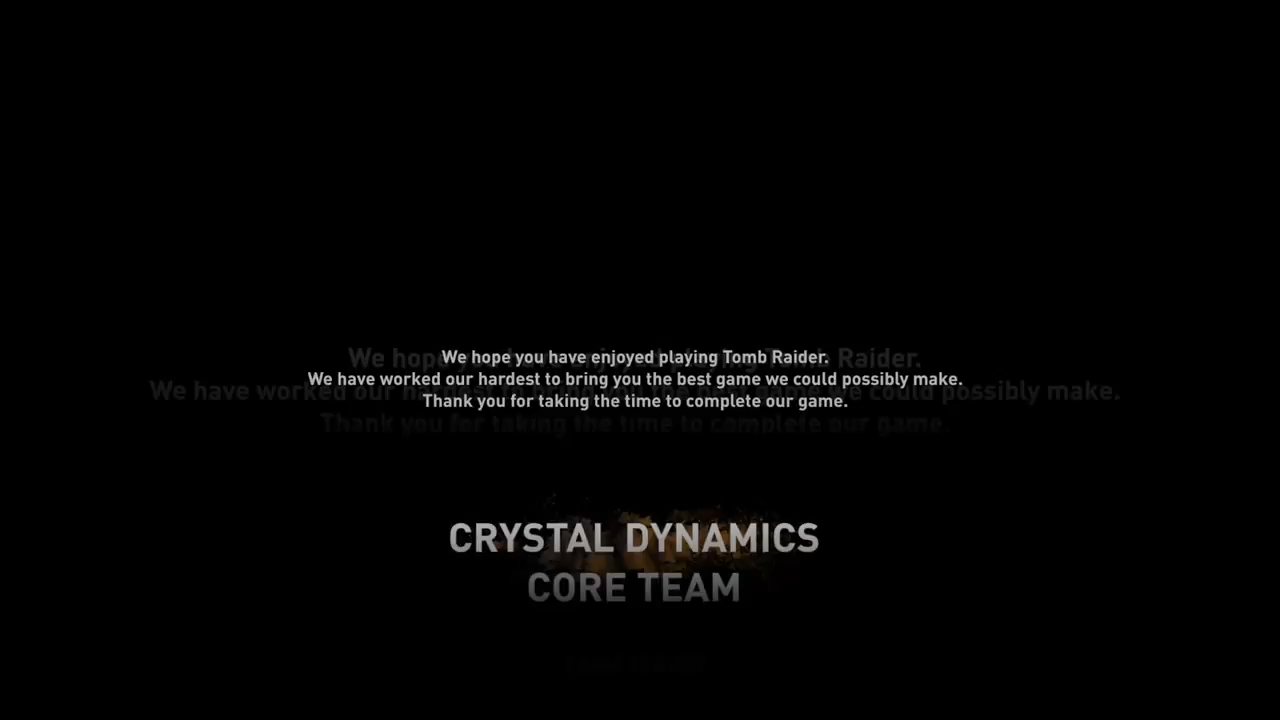 We hope you have enjoyed playing Tomb Raider.
We have worked our hardest to bring you the best game we could possibly make.
Thank you for taking the time to complete our game.
CRYSTAL DYNAMICS
CORE TEAM